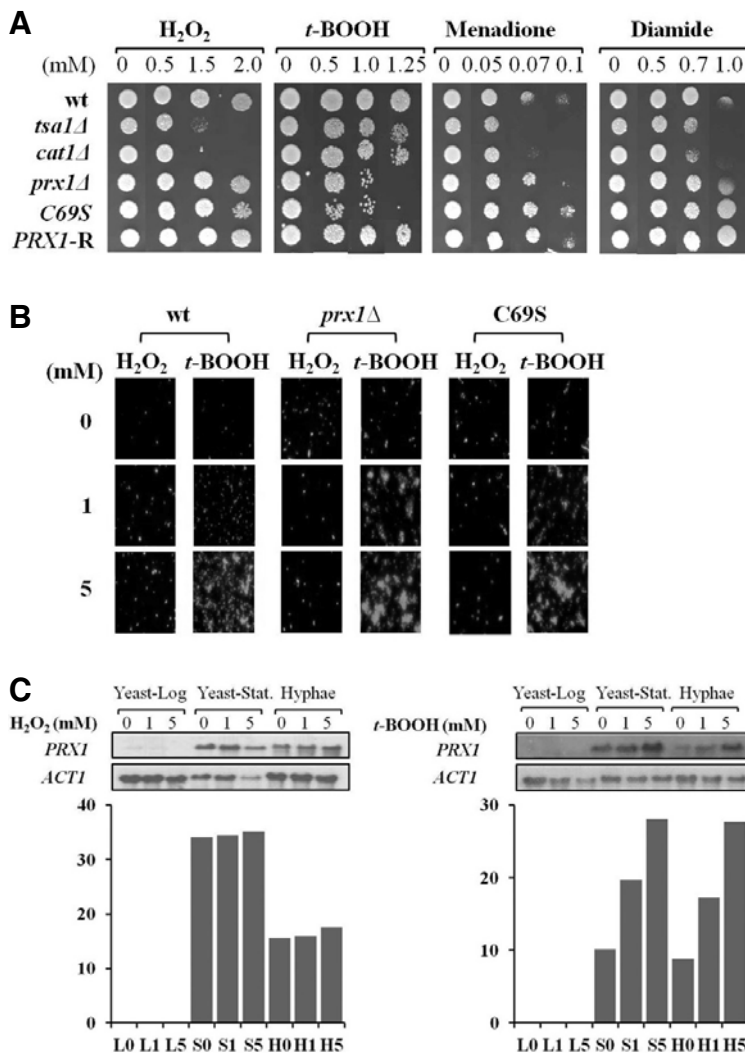 A
H₂O₂ t-BOOH Menadione Diamide
(mM) 0 0.5 1.5 2.0 0 0.5 1.0 1.25 0 0.05 0.07 0.1 0 0.5 0.7 1.0
wt
tsa1Δ
cat1Δ
prx1Δ
C69S
PRX1-R
B
wt prx1Δ C69S
(mM) H₂O₂ t-BOOH H₂O₂ t-BOOH H₂O₂ t-BOOH
0
1
5
C
Yeast-Log Yeast-Stat. Hyphae
H₂O₂ (mM) 0 1 5 0 1 5 0 1 5
PRX1
ACT1
40
30
20
10
0
L0 L1 L5 S0 S1 S5 H0 H1 H5
Yeast-Log Yeast-Stat. Hyphae
t-BOOH (mM) 0 1 5 0 1 5 0 1 5
PRX1
ACT1
30
20
10
0
L0 L1 L5 S0 S1 S5 H0 H1 H5